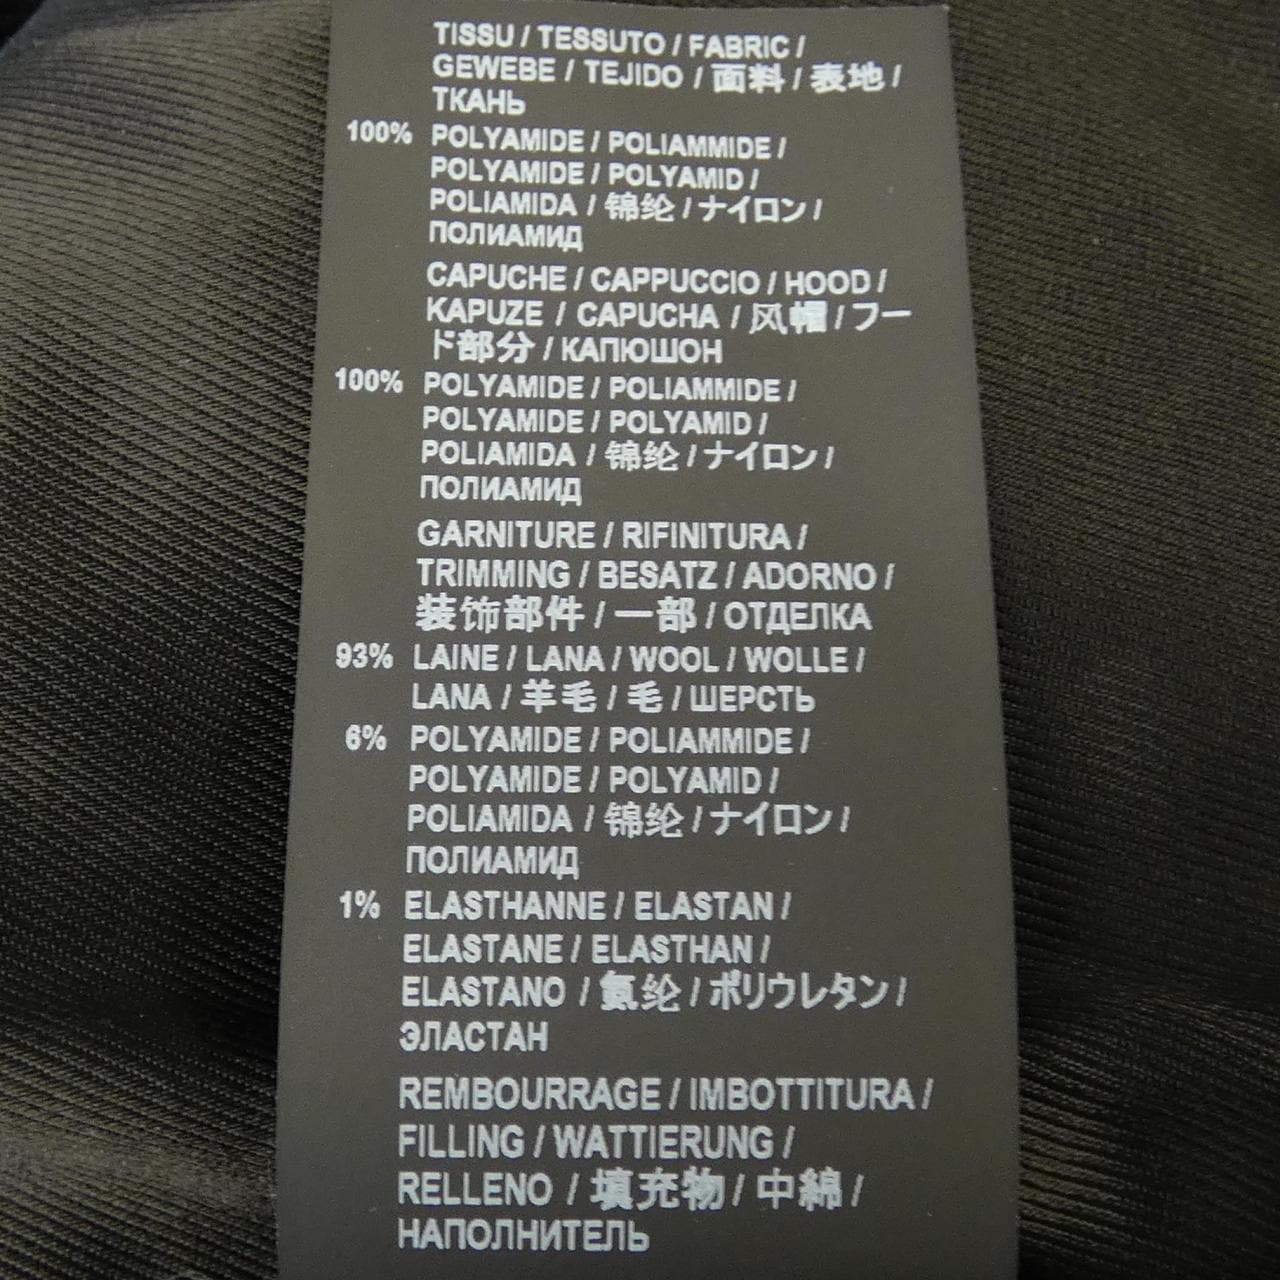 TISSU / TESSUTO / FABRIC /
GEWEBE / TEJIDO / 面料 / 表地 /
ТКАНЬ
100% POLYAMIDE / POLIAMMIDE /
POLYAMIDE / POLYAMID /
POLIAMIDA / 锦纶 / ナイロン /
ПОЛИАМИД
CAPUCHE / CAPPUCCIO / HOOD /
KAPUZE / CAPUCHA / 风帽 / フー
ド部分 / КАПЮШОН
100% POLYAMIDE / POLIAMMIDE /
POLYAMIDE / POLYAMID /
POLIAMIDA / 锦纶 / ナイロン /
ПОЛИАМИД
GARNITURE / RIFINITURA /
TRIMMING / BESATZ / ADORNO /
装饰部件 / 一部 / ОТДЕЛКА
93% LAINE / LANA / WOOL / WOLLE /
LANA / 羊毛 / 毛 / ШЕРСТЬ
6% POLYAMIDE / POLIAMMIDE /
POLYAMIDE / POLYAMID /
POLIAMIDA / 锦纶 / ナイロン /
ПОЛИАМИД
1% ELASTHANNE / ELASTAN /
ELASTANE / ELASTHAN /
ELASTANO / 氨纶 / ポリウレタン /
ЭЛАСТАН
REMBOURRAGE / IMBOTTITURA /
FILLING / WATTIERUNG /
RELLENO / 填充物 / 中綿 /
НАПОЛНИТЕЛЬ